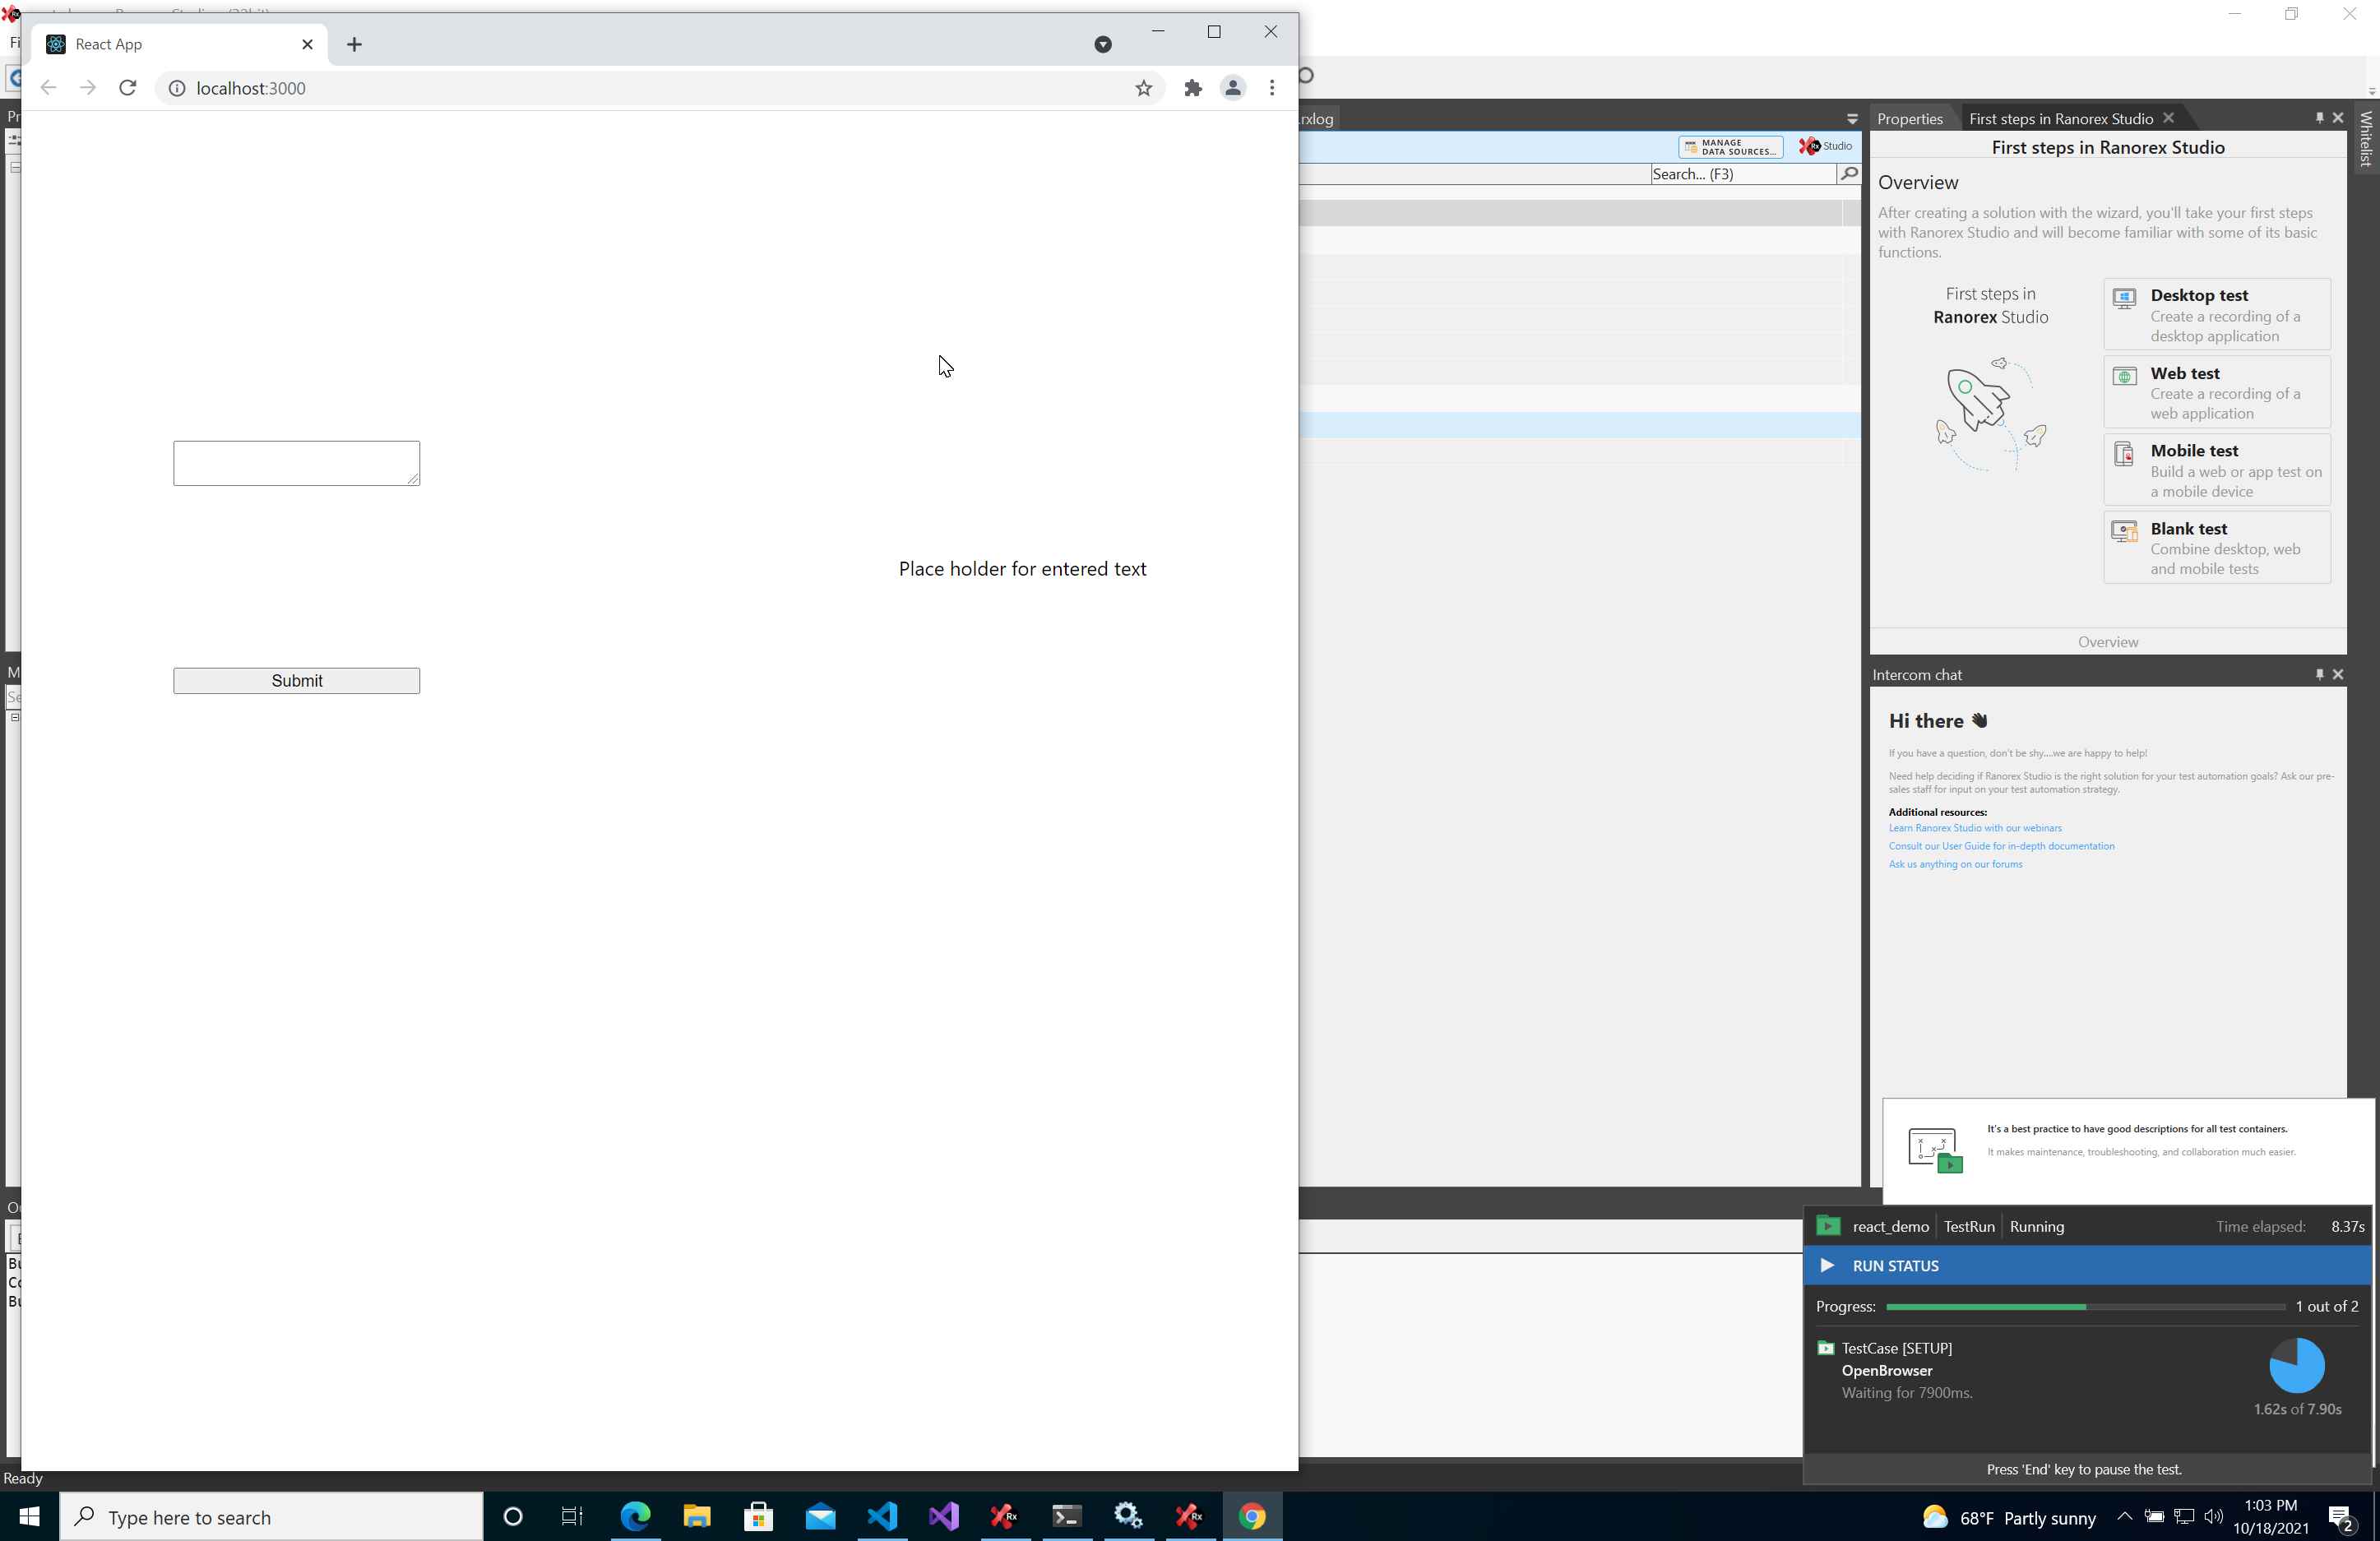 React App
localhost:3000
Place holder for entered text
Submit
Fi
Pr
M
Se
Ready
.rxlog
MANAGE
DATA SOURCES...
Rx Studio
Search... (F3)
Properties
First steps in Ranorex Studio
Whitelist
First steps in Ranorex Studio
Overview
After creating a solution with the wizard, you'll take your first steps
with Ranorex Studio and will become familiar with some of its basic
functions.
First steps in
Ranorex Studio
Desktop test
Create a recording of a
desktop application
Web test
Create a recording of a
web application
Mobile test
Build a web or app test on
a mobile device
Blank test
Combine desktop, web
and mobile tests
Overview
Intercom chat
Hi there
If you have a question, don't be shy....we are happy to help!
Need help deciding if Ranorex Studio is the right solution for your test automation goals? Ask our pre-
sales staff for input on your test automation strategy.
Additional resources:
Learn Ranorex Studio with our webinars
Consult our User Guide for in-depth documentation
Ask us anything on our forums
It's a best practice to have good descriptions for all test containers.
It makes maintenance, troubleshooting, and collaboration much easier.
react_demo TestRun Running Time elapsed: 8.37s
RUN STATUS
Progress: 1 out of 2
TestCase [SETUP]
OpenBrowser
Waiting for 7900ms.
1.62s of 7.90s
Press 'End' key to pause the test.
Type here to search
Rx
Rx
68°F Partly sunny
1:03 PM
10/18/2021
2